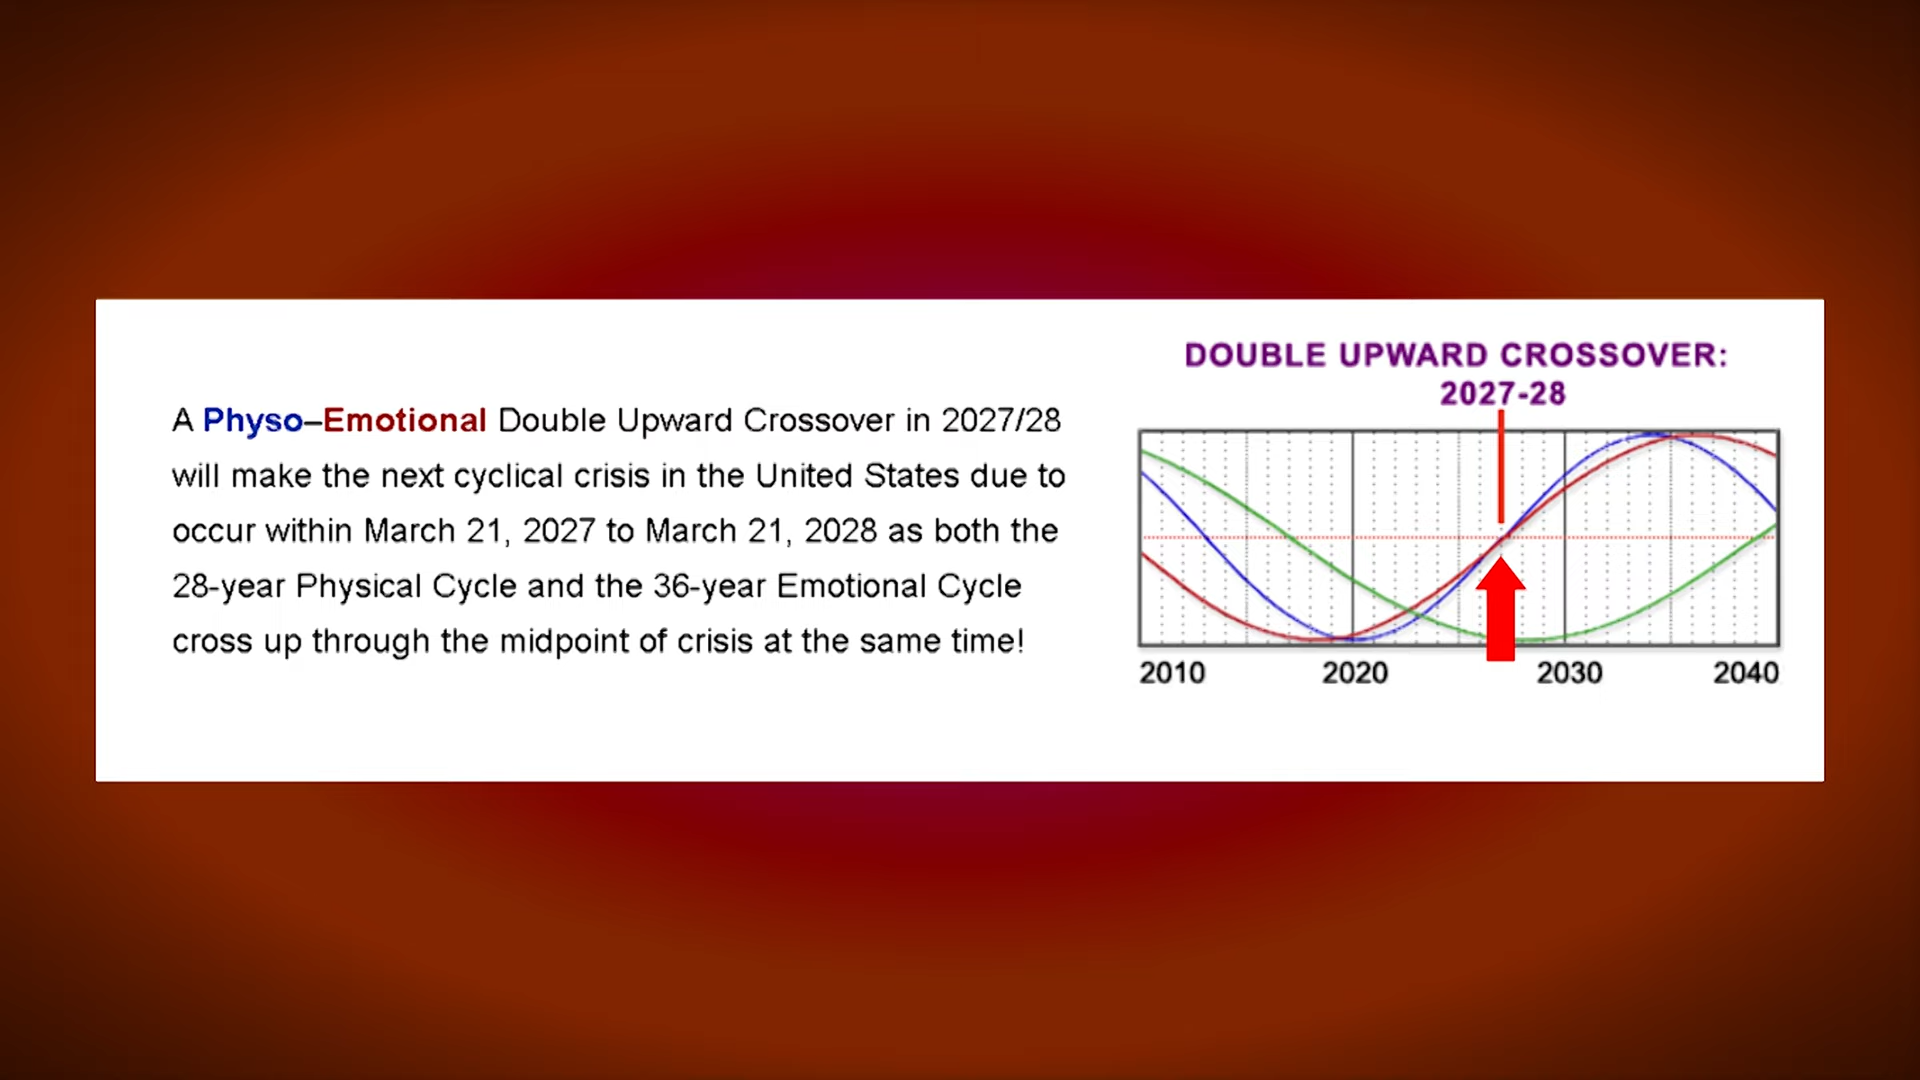 A Physo–Emotional Double Upward Crossover in 2027/28
will make the next cyclical crisis in the United States due to
occur within March 21, 2027 to March 21, 2028 as both the
28-year Physical Cycle and the 36-year Emotional Cycle
cross up through the midpoint of crisis at the same time!
DOUBLE UPWARD CROSSOVER:
2027-28
2010 2020 2030 2040